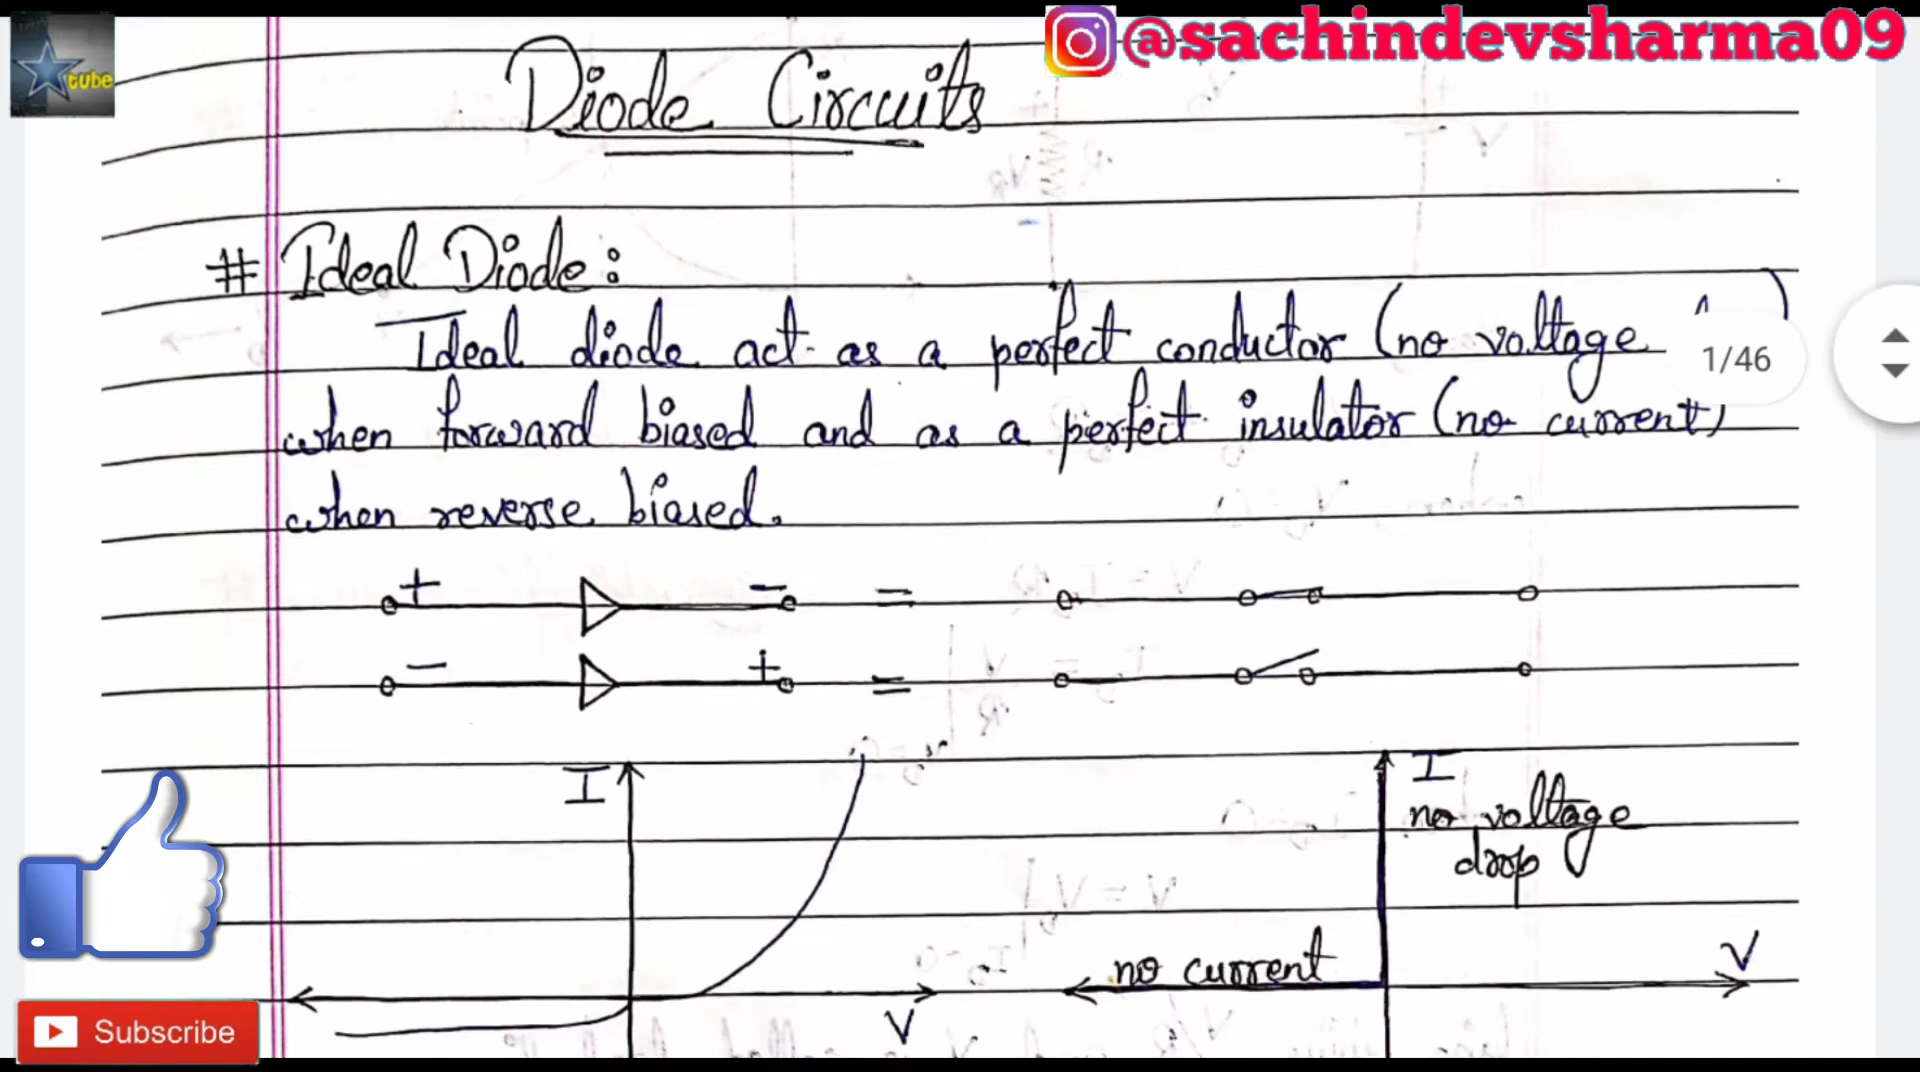 tube
@sachindevsharma09
Diode Circuits
# Ideal Diode:
Ideal diode act as a perfect conductor (no voltage )
1/46
when forward biased and as a perfect insulator (no current)
when reverse biased.
+ - =
- + =
I
I
no voltage
drop
no current
V
V
Subscribe